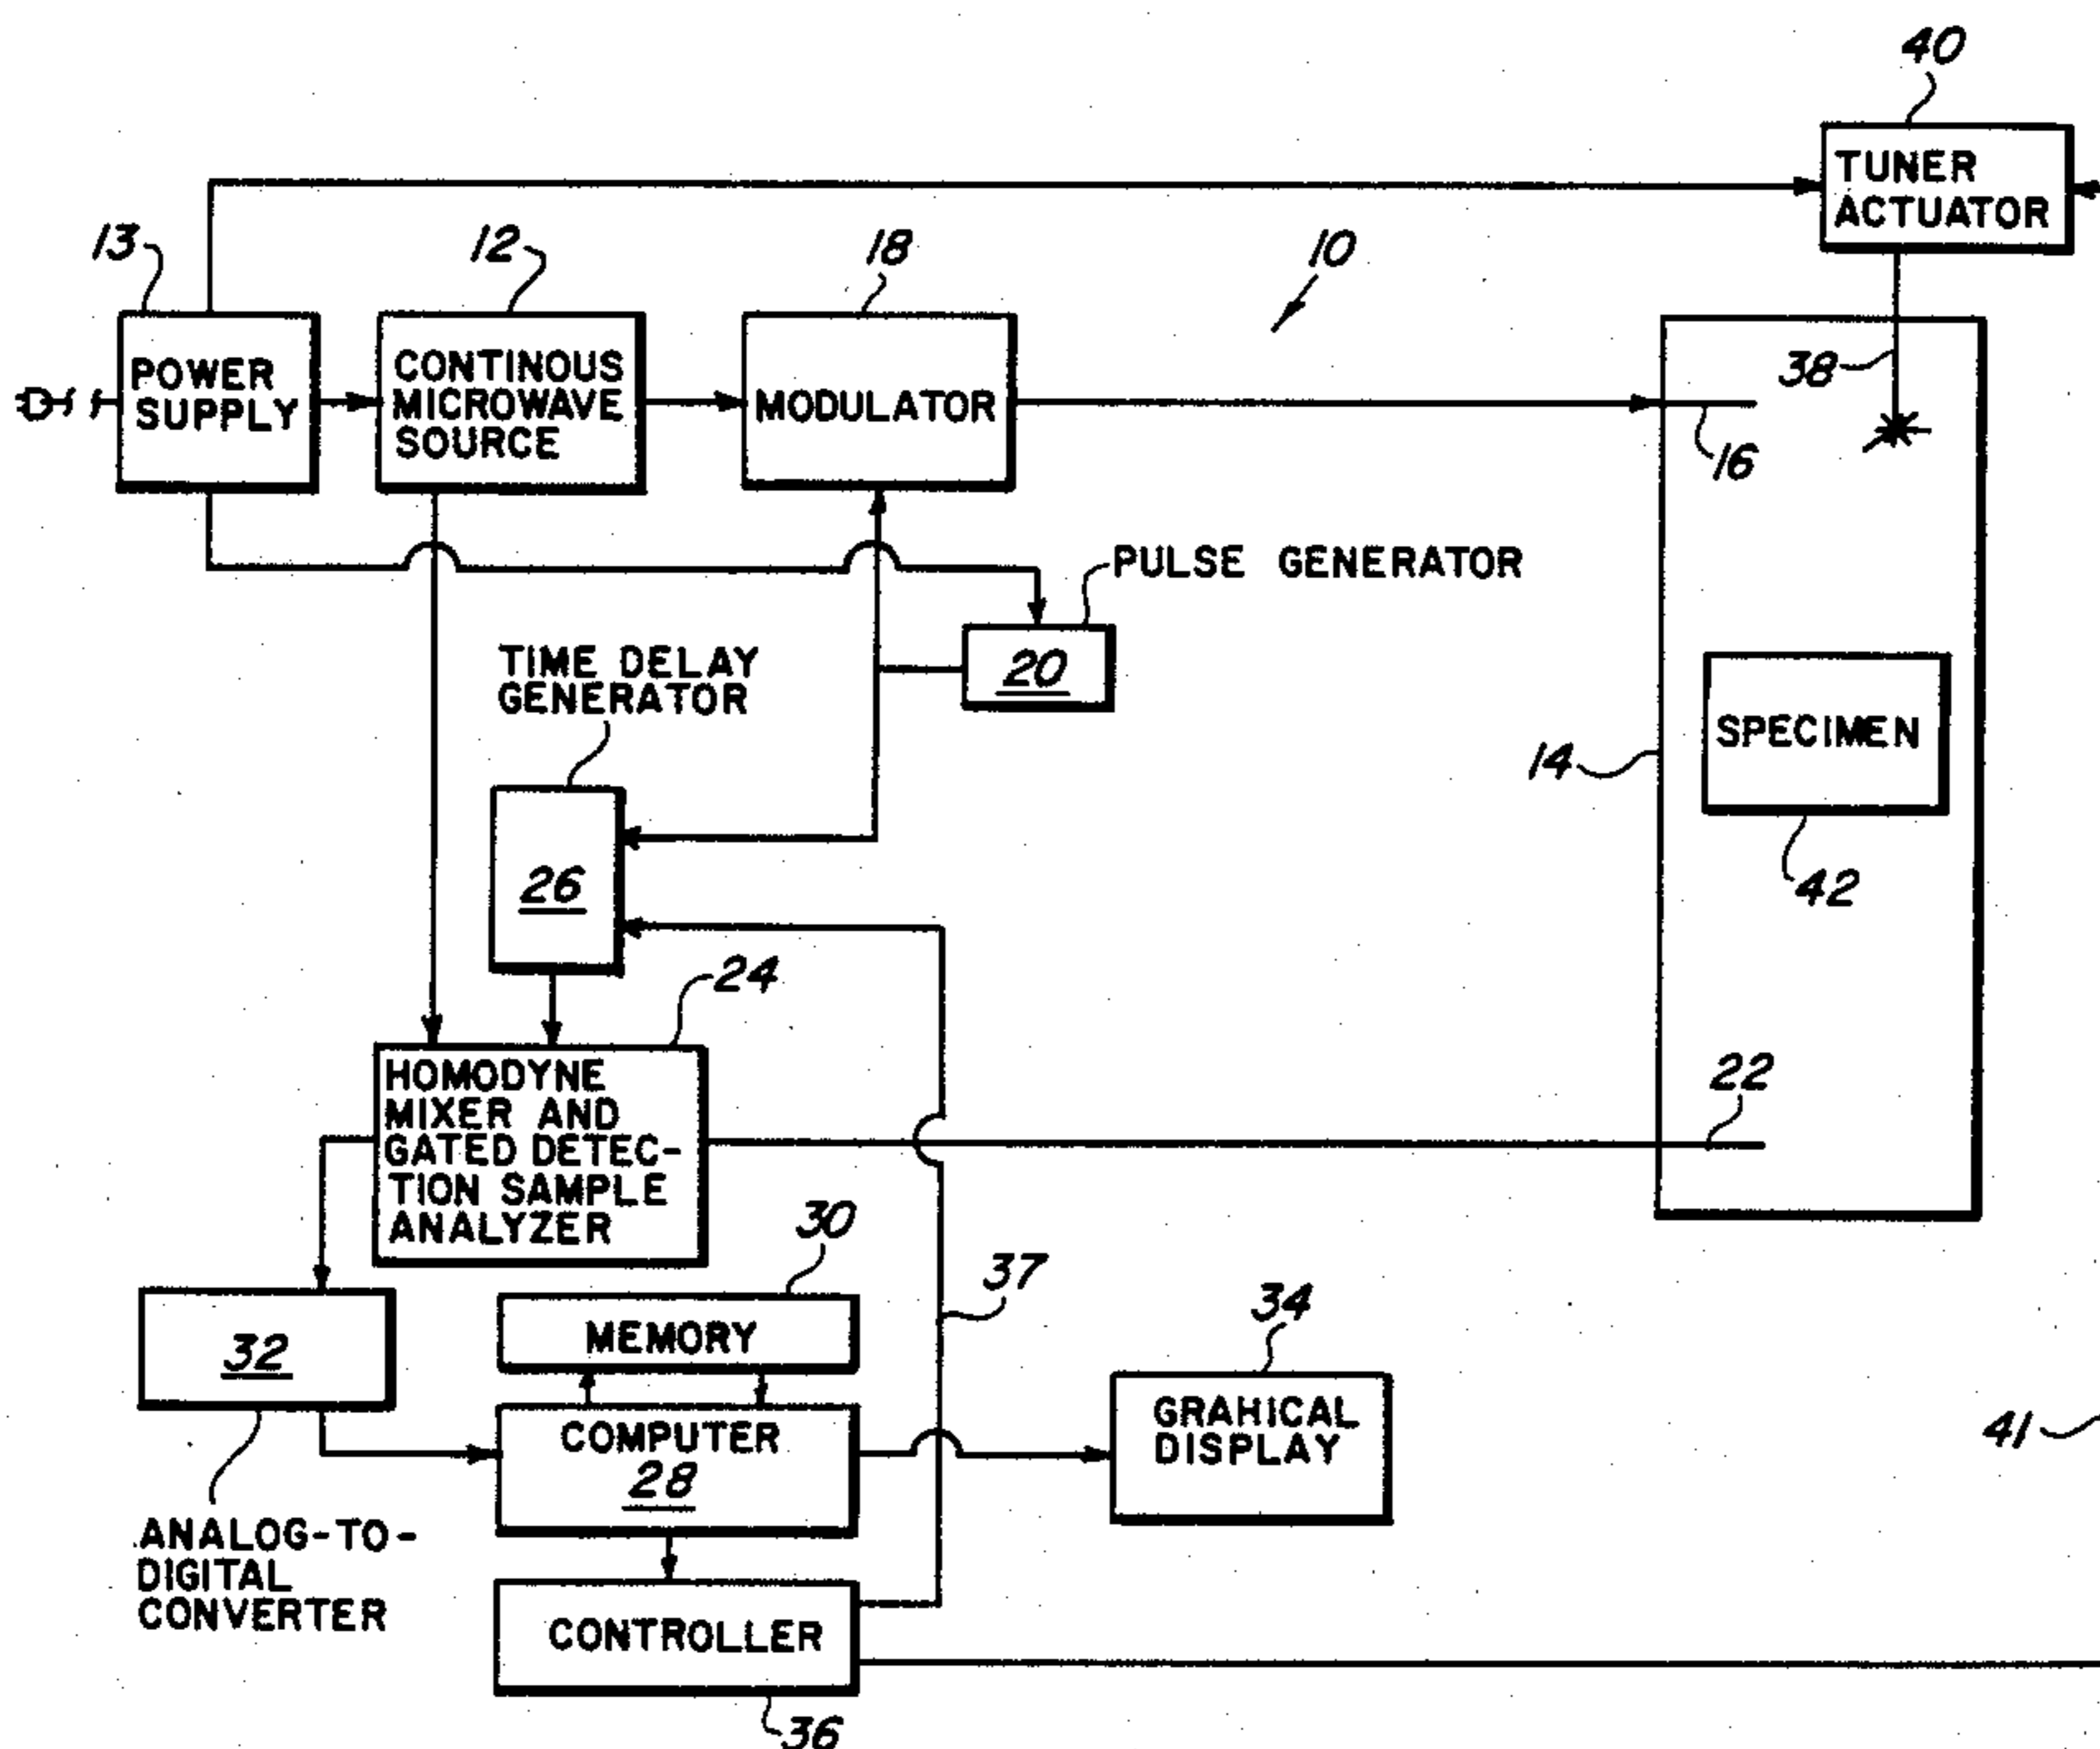 40
TUNER
ACTUATOR
13
12
18
10
POWER
SUPPLY
CONTINOUS
MICROWAVE
SOURCE
MODULATOR
38
16
PULSE GENERATOR
20
TIME DELAY
GENERATOR
SPECIMEN
14
42
26
24
HOMODYNE
MIXER AND
GATED DETEC-
TION SAMPLE
ANALYZER
22
30
37
34
32
MEMORY
GRAHICAL
DISPLAY
COMPUTER
28
41
ANALOG-TO-
DIGITAL
CONVERTER
CONTROLLER
36